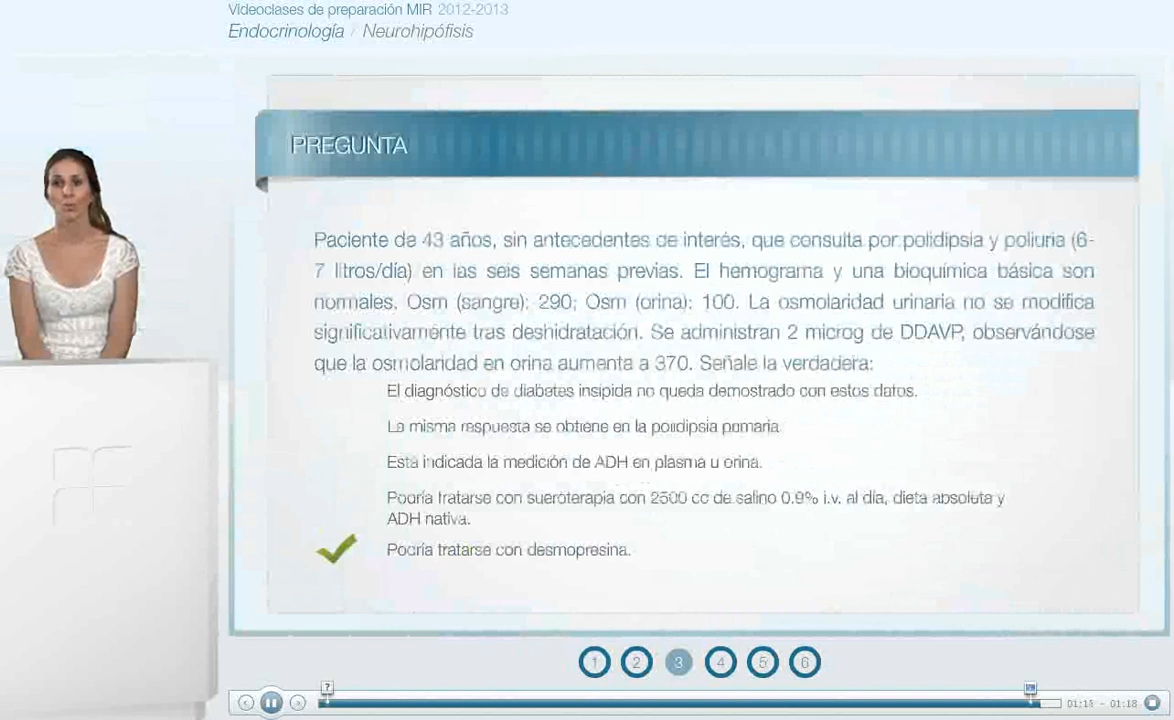 Videoclases de preparación MIR 2012-2013
Endocrinología / Neurohipófisis
PREGUNTA
Paciente de 43 años, sin antecedentes de interés, que consulta por polidipsia y poliuria (6-
7 litros/día) en las seis semanas previas. El hemograma y una bioquímica básica son
normales. Osm (sangre): 290; Osm (orina): 100. La osmolaridad urinaria no se modifica
significativamente tras deshidratación. Se administran 2 microg de DDAVP, observándose
que la osmolaridad en orina aumenta a 370. Señale la verdadera:
El diagnóstico de diabetes insipida no queda demostrado con estos datos.
La misma respuesta se obtiene en la polidipsia primaria
Esta indicada la medición de ADH en plasma u orina.
Podría tratarse con sueroterapia con 2500 cc de salino 0.9% i.v. al día, dieta absoluta y
ADH nativa.
Podría tratarse con desmopresina.
1 2 3 4 5 6
?
01:18 - 01:18